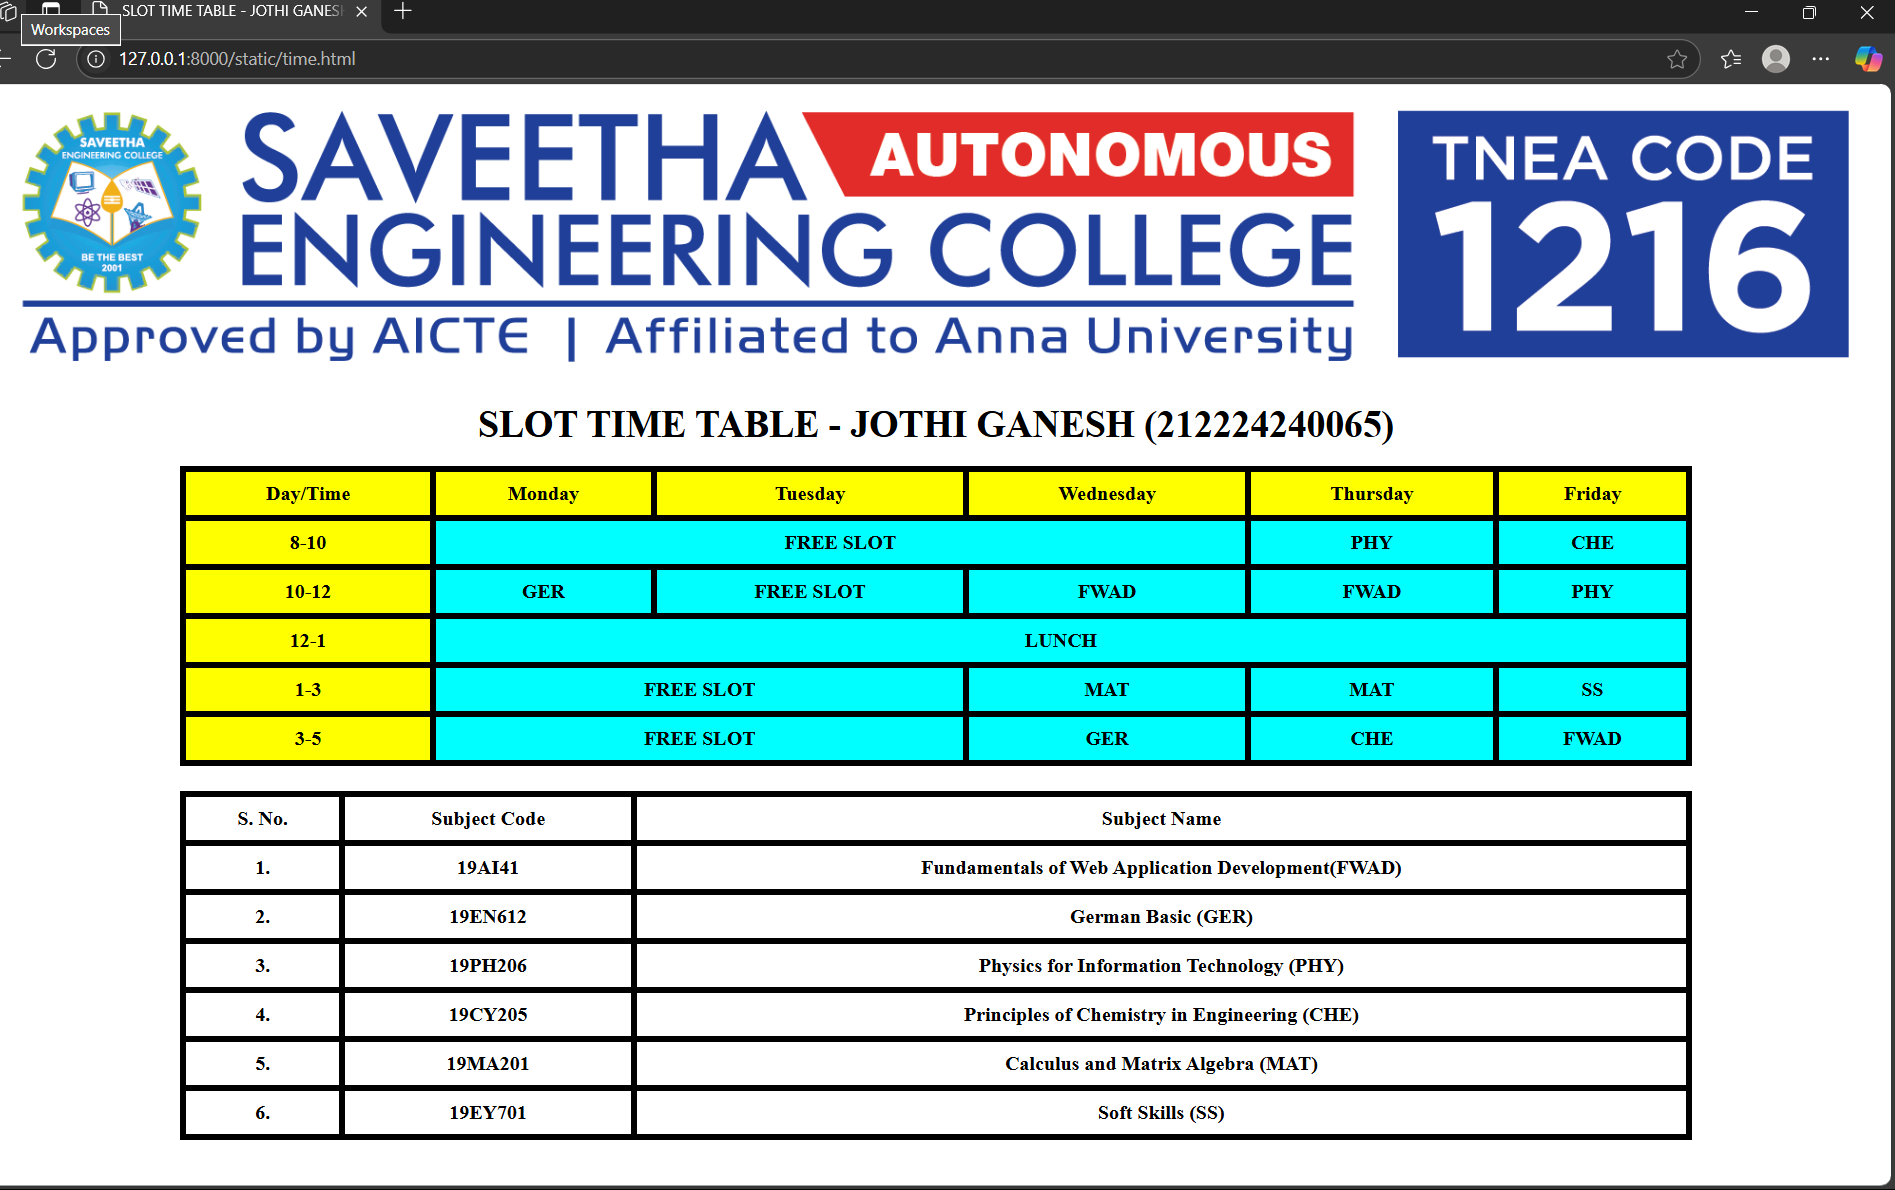 SLOT TIME TABLE - JOTHI GANES
Workspaces
127.0.0.1:8000/static/time.html
SAVEETHA
ENGINEERING COLLEGE
BE THE BEST
2001
SAVEETHA AUTONOMOUS
ENGINEERING COLLEGE
Approved by AICTE | Affiliated to Anna University
TNEA CODE
1216
SLOT TIME TABLE - JOTHI GANESH (212224240065)
Day/Time Monday Tuesday Wednesday Thursday Friday
8-10 FREE SLOT PHY CHE
10-12 GER FREE SLOT FWAD FWAD PHY
12-1 LUNCH
1-3 FREE SLOT MAT MAT SS
3-5 FREE SLOT GER CHE FWAD
S. No. Subject Code Subject Name
1. 19AI41 Fundamentals of Web Application Development(FWAD)
2. 19EN612 German Basic (GER)
3. 19PH206 Physics for Information Technology (PHY)
4. 19CY205 Principles of Chemistry in Engineering (CHE)
5. 19MA201 Calculus and Matrix Algebra (MAT)
6. 19EY701 Soft Skills (SS)